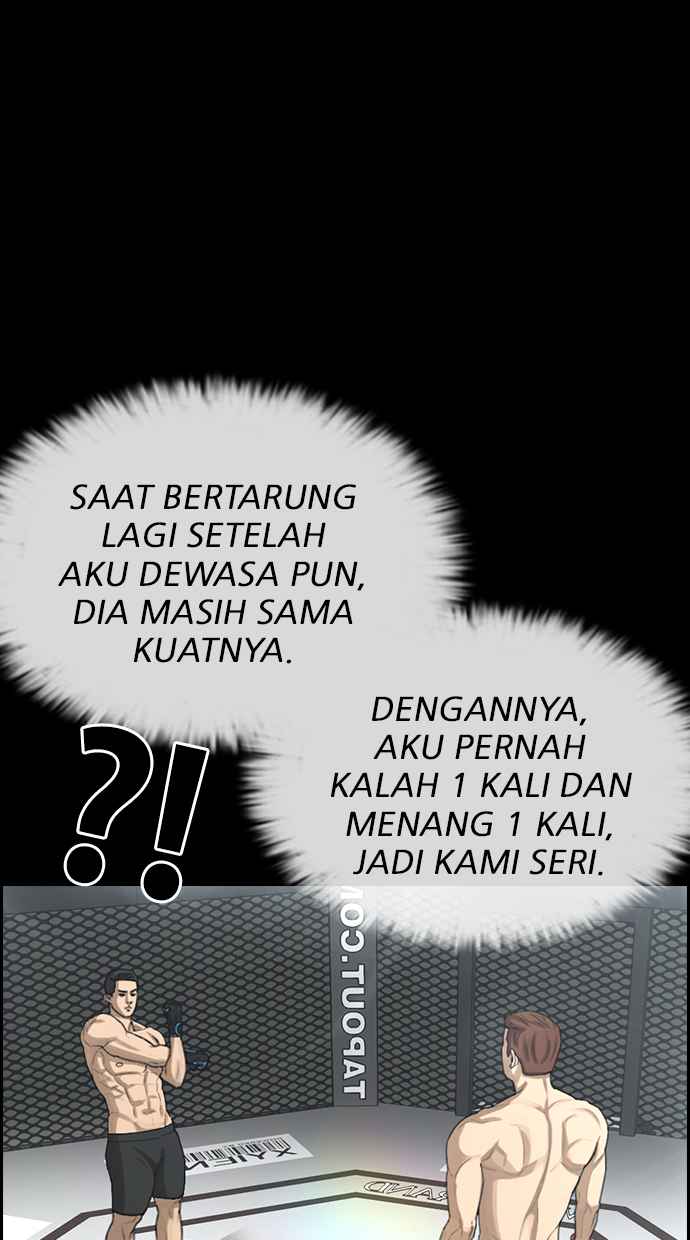 SAAT BERTARUNG
LAGI SETELAH
AKU DEWASA PUN,
DIA MASIH SAMA
KUATNYA.
DENGANNYA,
AKU PERNAH
KALAH 1 KALI DAN
MENANG 1 KALI,
JADI KAMI SERI.
?!
TAPOUT.COM